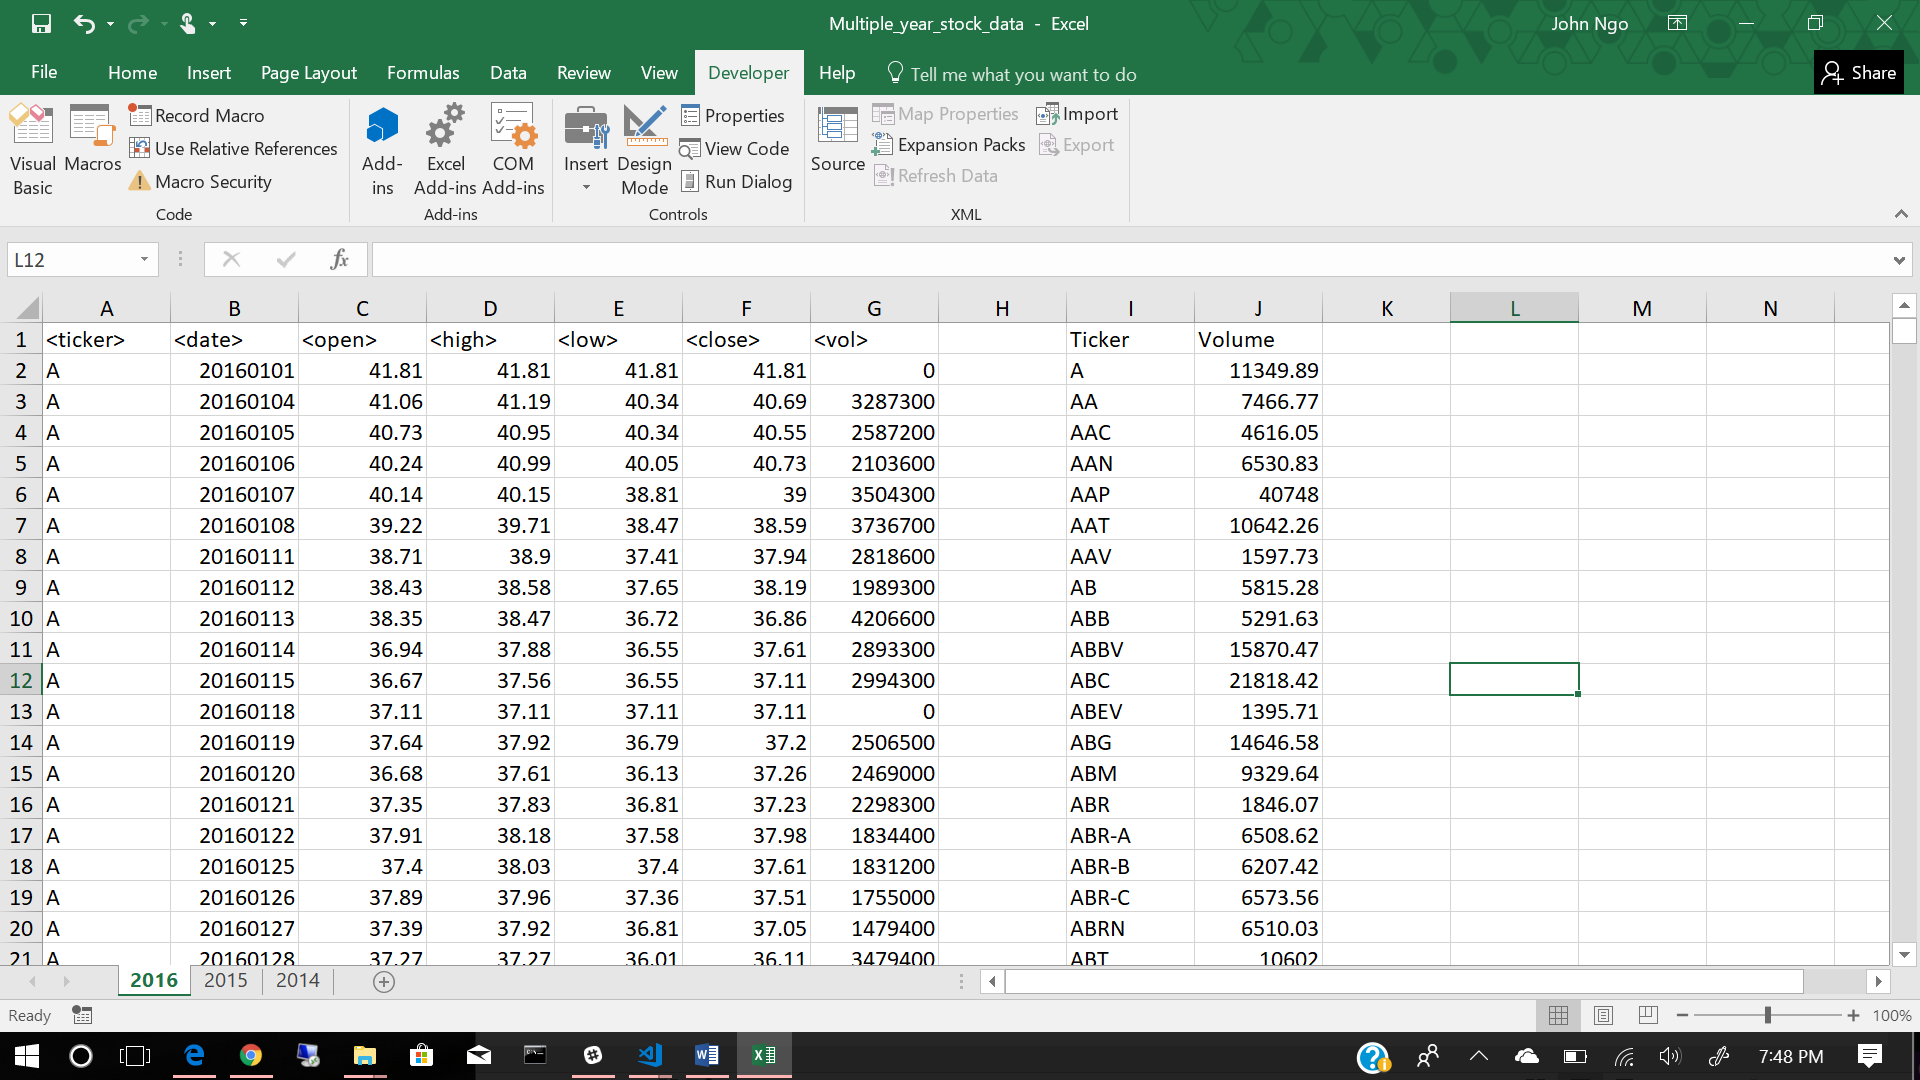 Multiple_year_stock_data - Excel
John Ngo
File Home Insert Page Layout Formulas Data Review View Developer Help Tell me what you want to do Share
Visual Basic
Macros
Record Macro
Use Relative References
Macro Security
Code
Add-ins
Excel Add-ins
COM Add-ins
Add-ins
Insert
Design Mode
Properties
View Code
Run Dialog
Controls
Source
Map Properties
Expansion Packs
Refresh Data
Import
Export
XML
L12 fx
A B C D E F G H I J K L M N
1 <ticker> <date> <open> <high> <low> <close> <vol> Ticker Volume
2 A 20160101 41.81 41.81 41.81 41.81 0 A 11349.89
3 A 20160104 41.06 41.19 40.34 40.69 3287300 AA 7466.77
4 A 20160105 40.73 40.95 40.34 40.55 2587200 AAC 4616.05
5 A 20160106 40.24 40.99 40.05 40.73 2103600 AAN 6530.83
6 A 20160107 40.14 40.15 38.81 39 3504300 AAP 40748
7 A 20160108 39.22 39.71 38.47 38.59 3736700 AAT 10642.26
8 A 20160111 38.71 38.9 37.41 37.94 2818600 AAV 1597.73
9 A 20160112 38.43 38.58 37.65 38.19 1989300 AB 5815.28
10 A 20160113 38.35 38.47 36.72 36.86 4206600 ABB 5291.63
11 A 20160114 36.94 37.88 36.55 37.61 2893300 ABBV 15870.47
12 A 20160115 36.67 37.56 36.55 37.11 2994300 ABC 21818.42
13 A 20160118 37.11 37.11 37.11 37.11 0 ABEV 1395.71
14 A 20160119 37.64 37.92 36.79 37.2 2506500 ABG 14646.58
15 A 20160120 36.68 37.61 36.13 37.26 2469000 ABM 9329.64
16 A 20160121 37.35 37.83 36.81 37.23 2298300 ABR 1846.07
17 A 20160122 37.91 38.18 37.58 37.98 1834400 ABR-A 6508.62
18 A 20160125 37.4 38.03 37.4 37.61 1831200 ABR-B 6207.42
19 A 20160126 37.89 37.96 37.36 37.51 1755000 ABR-C 6573.56
20 A 20160127 37.39 37.92 36.81 37.05 1479400 ABRN 6510.03
21 A 20160128 37.27 37.27 36.01 36.11 3479400 ABT 10602
2016 2015 2014
Ready 100%
7:48 PM